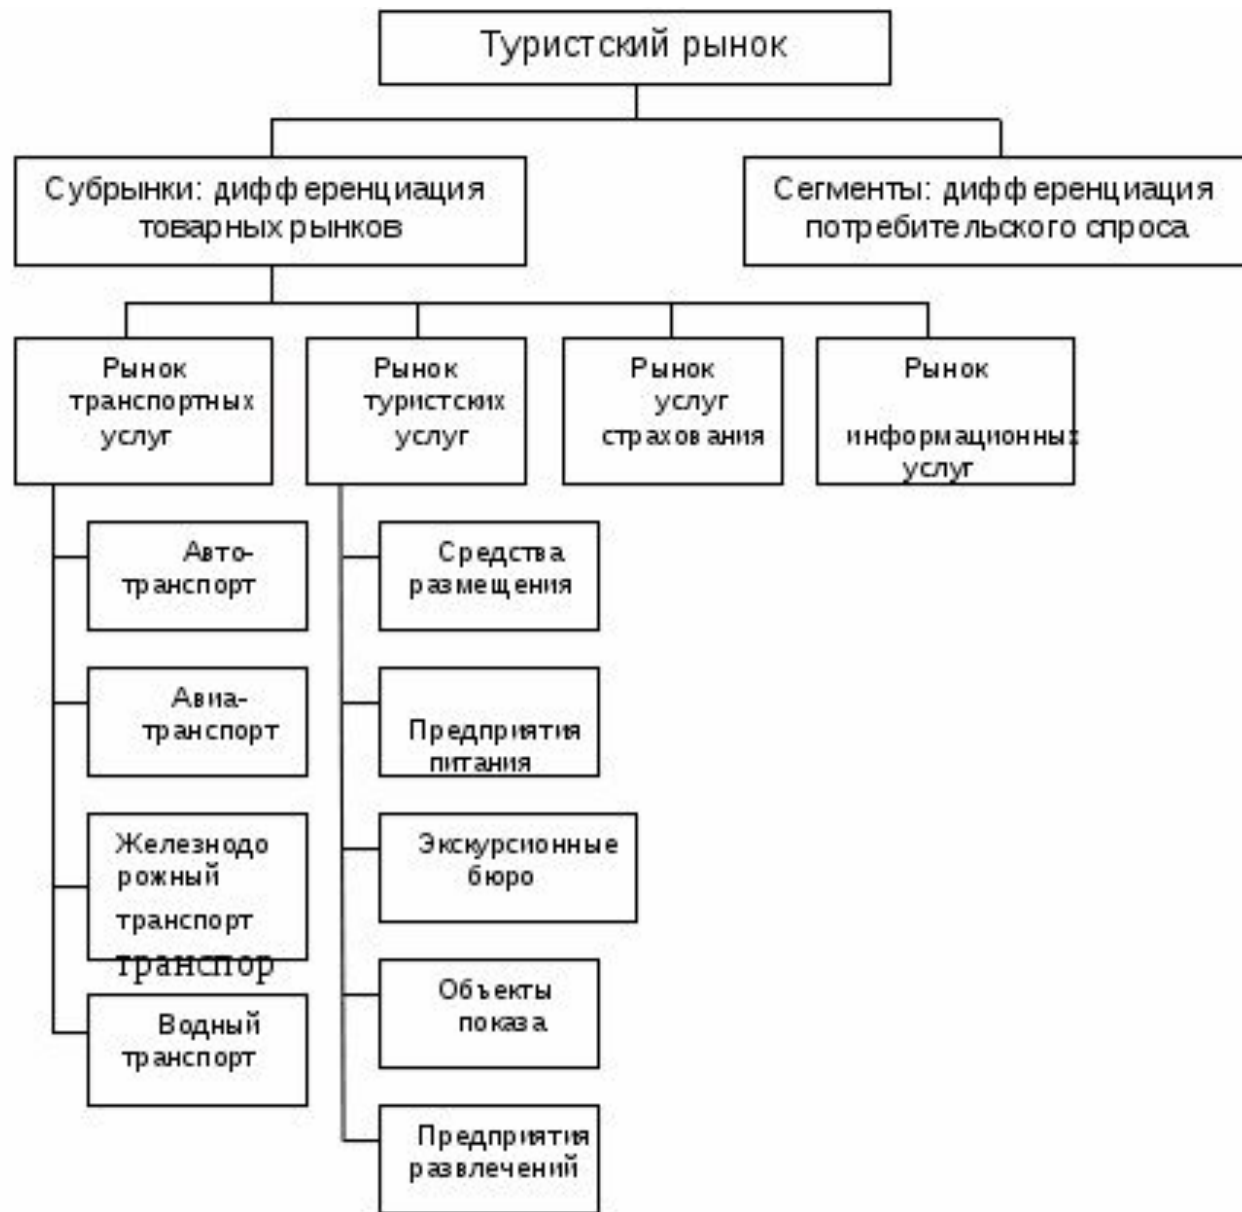 Туристский рынок
Субрынки: дифференциация
товарных рынков
Сегменты: дифференциация
потребительского спроса
Рынок
транспортных
услуг
Рынок
туристских
услуг
Рынок
услуг
страхования
Рынок
информационных
услуг
Авто-
транспорт
Авиа-
транспорт
Железнодо
рожный
транспорт
транспор
Водный
транспорт
Средства
размещения
Предприятия
питания
Экскурсионные
бюро
Объекты
показа
Предприятия
развлечений